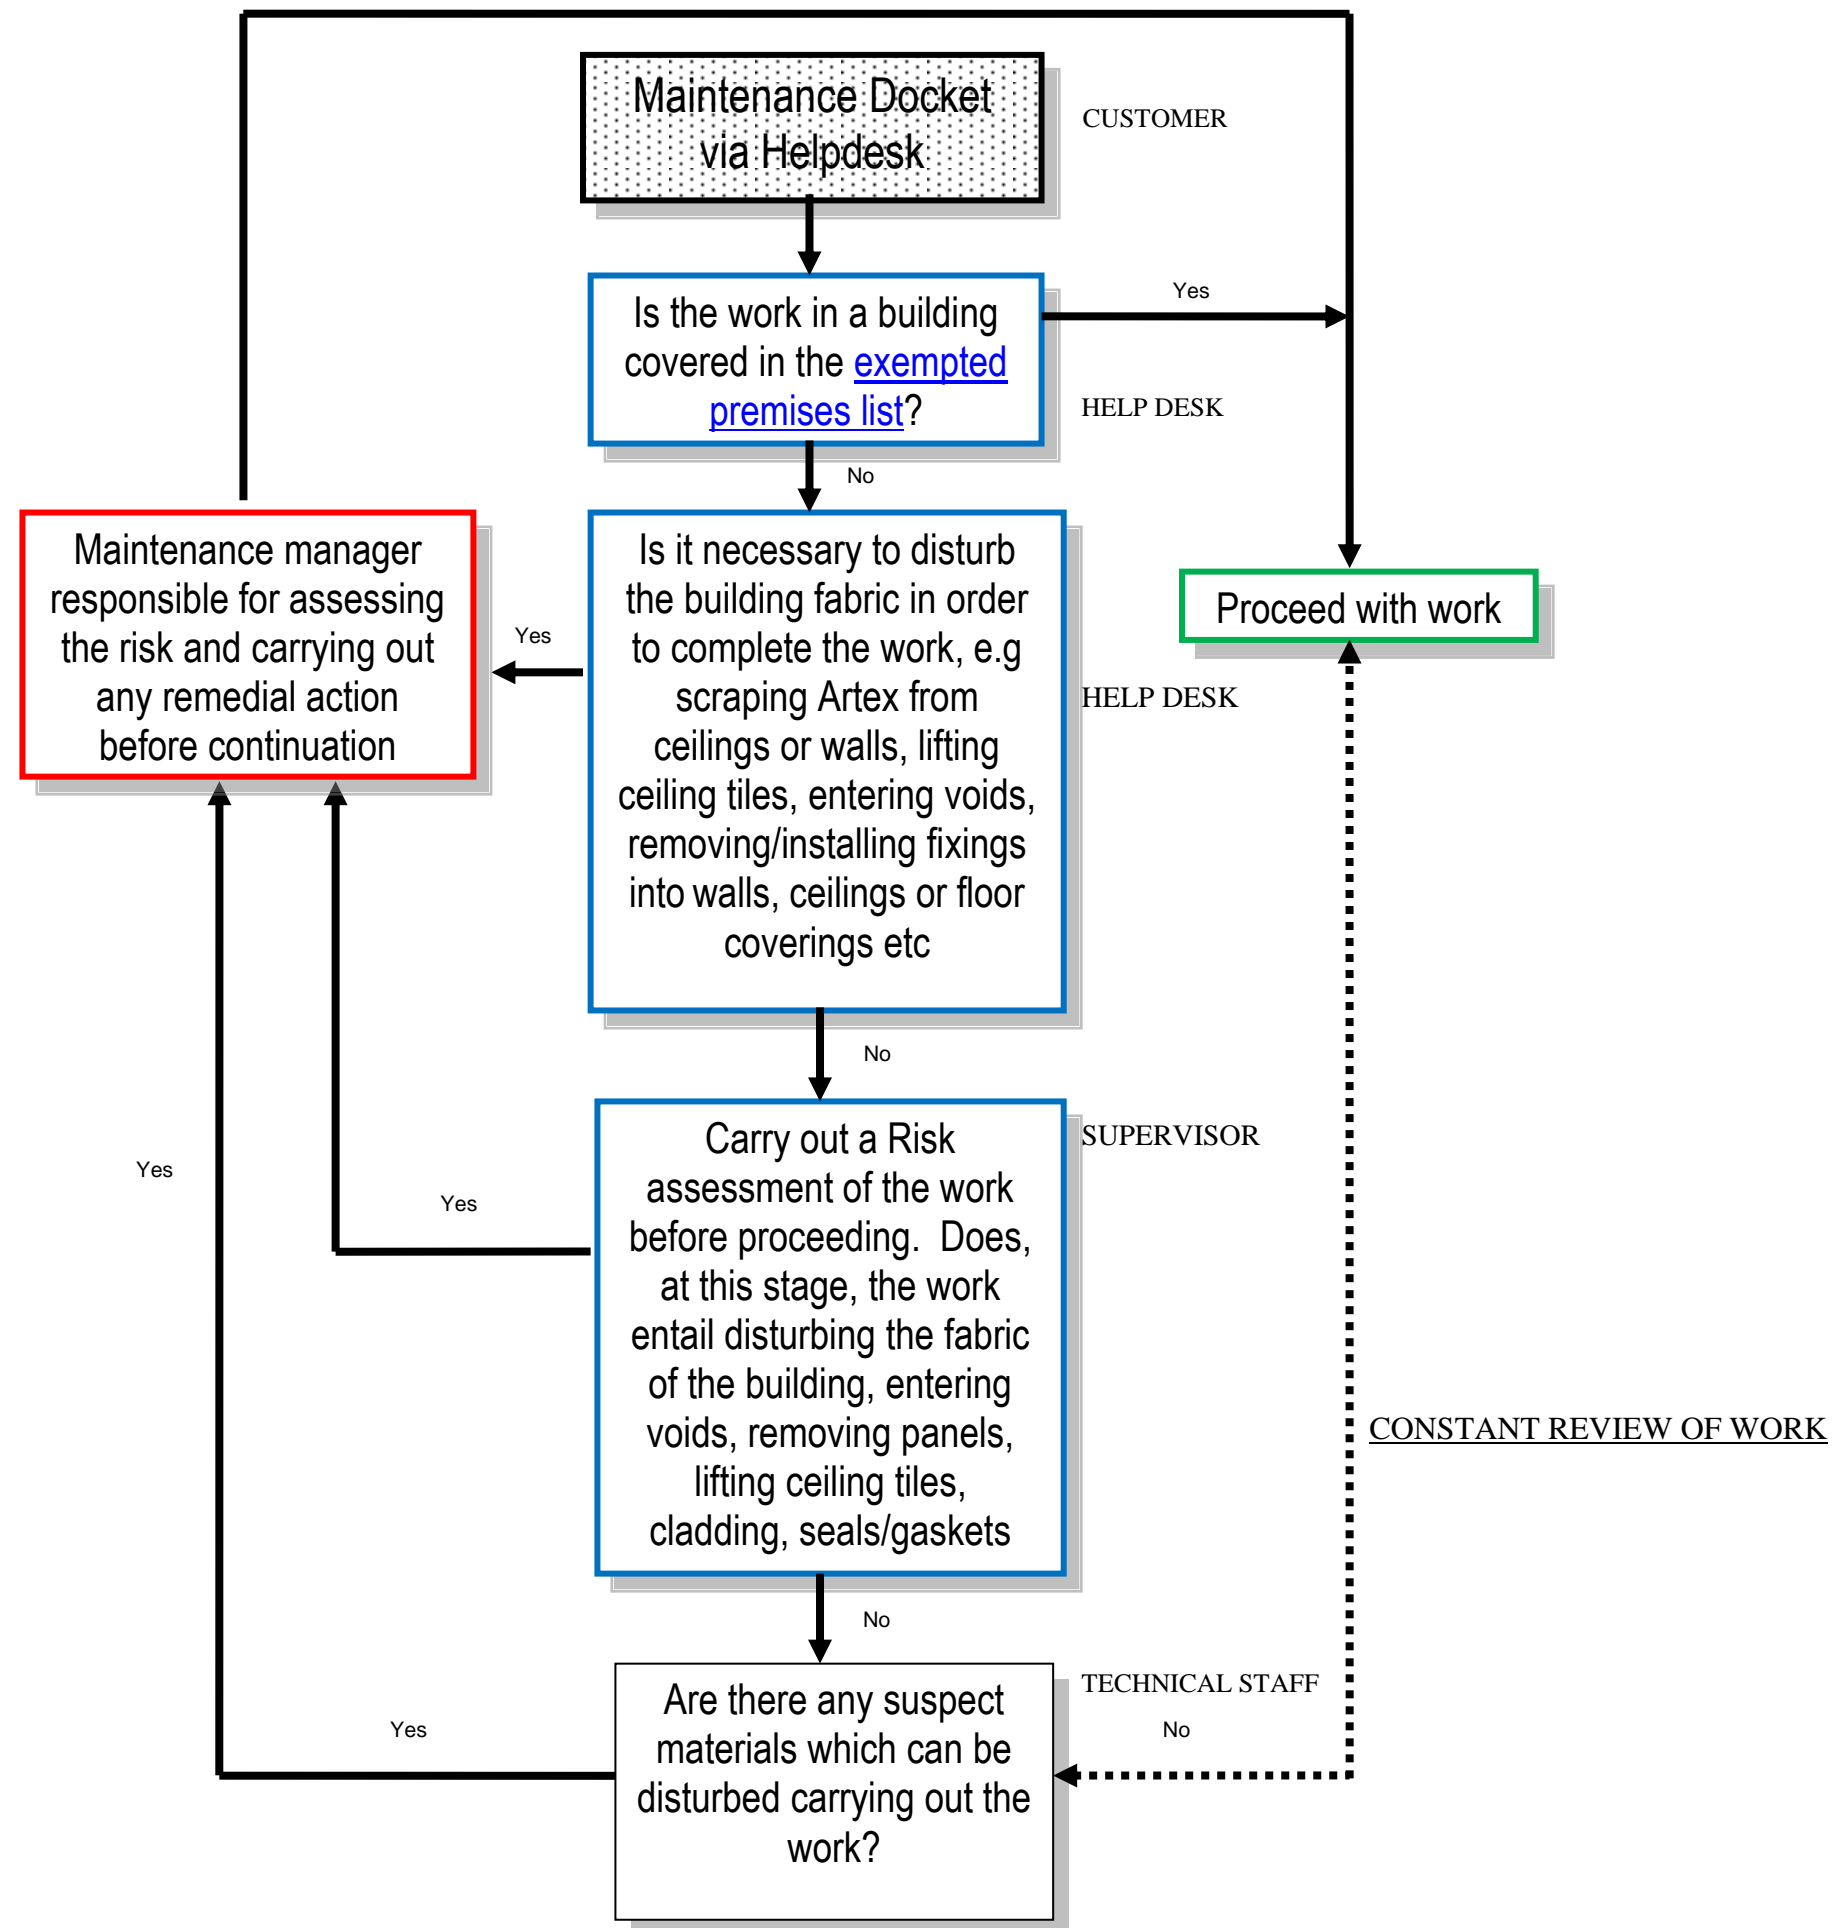 Maintenance Docket
via Helpdesk
CUSTOMER
Is the work in a building
covered in the exempted
premises list?
Yes
HELP DESK
No
Maintenance manager
responsible for assessing
the risk and carrying out
any remedial action
before continuation
Yes
Is it necessary to disturb
the building fabric in order
to complete the work, e.g
scraping Artex from
ceilings or walls, lifting
ceiling tiles, entering voids,
removing/installing fixings
into walls, ceilings or floor
coverings etc
HELP DESK
Proceed with work
No
Carry out a Risk
assessment of the work
before proceeding.  Does,
at this stage, the work
entail disturbing the fabric
of the building, entering
voids, removing panels,
lifting ceiling tiles,
cladding, seals/gaskets
SUPERVISOR
Yes
Yes
CONSTANT REVIEW OF WORK
No
Are there any suspect
materials which can be
disturbed carrying out the
work?
TECHNICAL STAFF
Yes
No